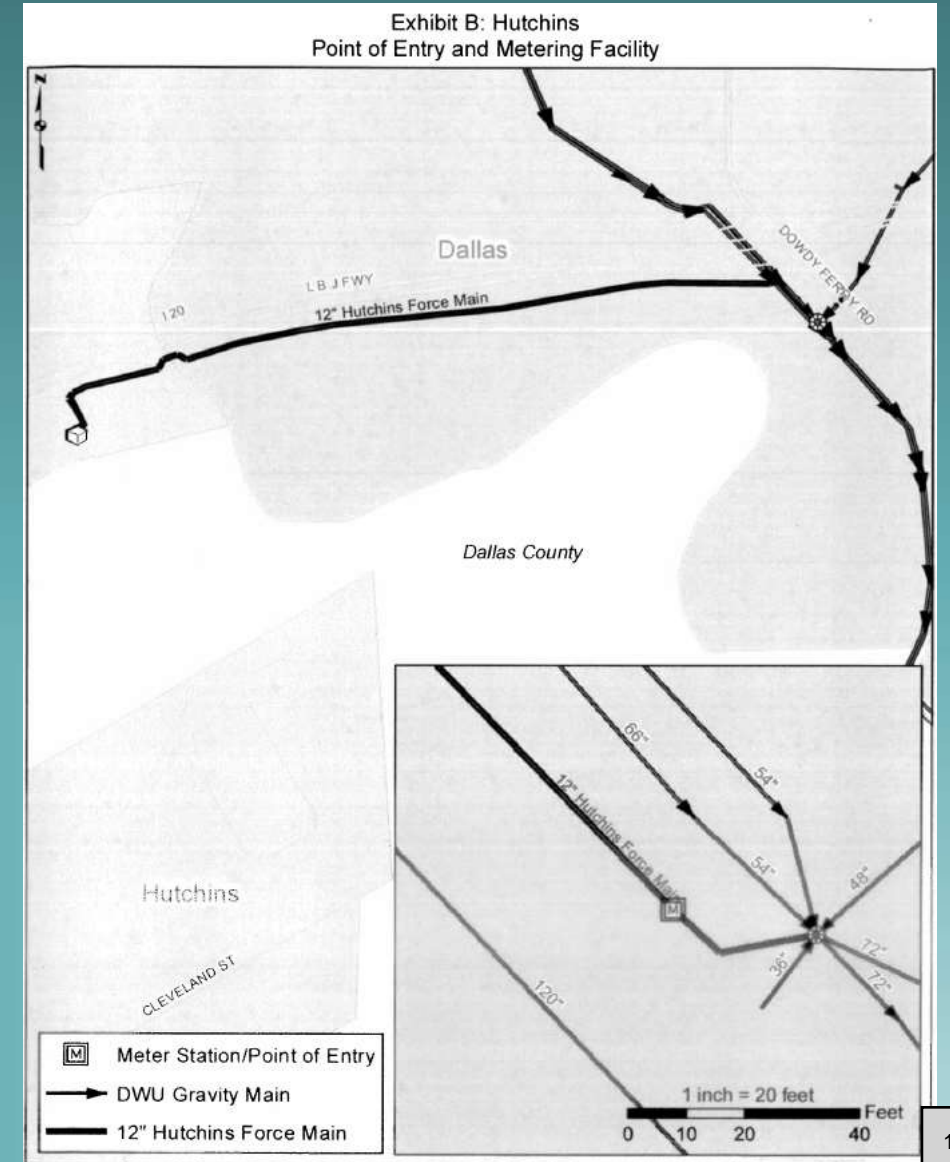 Exhibit B: Hutchins
Point of Entry and Metering Facility
N
Dallas
DOWDY FERRY RD
L B J FWY
I 20
12" Hutchins Force Main
Dallas County
66"
54"
12" Hutchins Force Main
54"
48"
Hutchins
72"
36"
72"
CLEVELAND ST
120"
M
M Meter Station/Point of Entry
DWU Gravity Main
12" Hutchins Force Main
1 inch = 20 feet
Feet
0 10 20 40
1